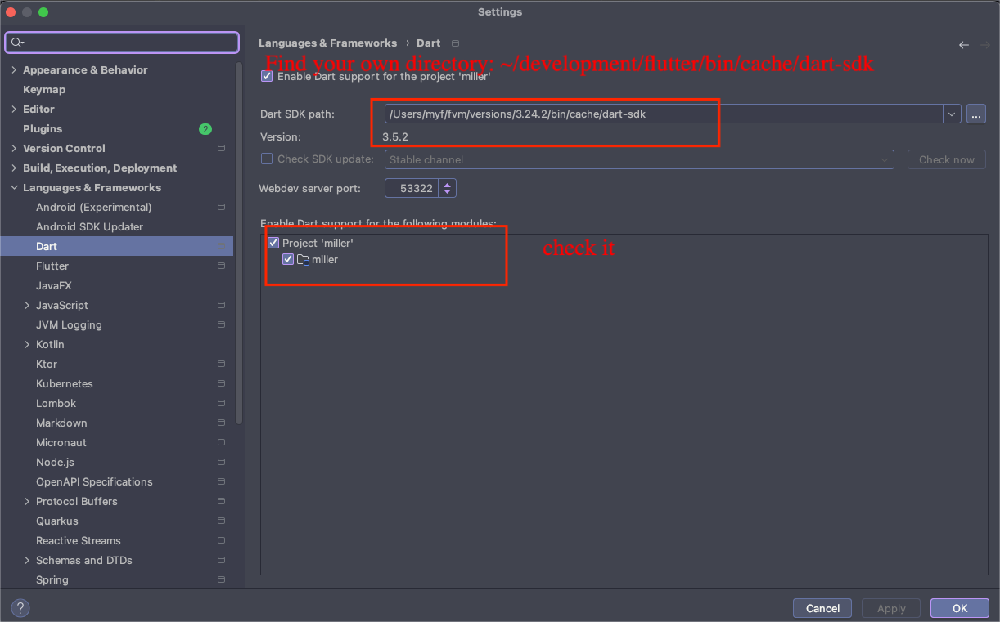 Settings
Languages & Frameworks › Dart
Find your own directory: ~/development/flutter/bin/cache/dart-sdk
Enable Dart support for the project 'miller'
Dart SDK path: /Users/myf/fvm/versions/3.24.2/bin/cache/dart-sdk ...
Version: 3.5.2
Check SDK update: Stable channel Check now
Webdev server port: 53322
Enable Dart support for the following modules:
Project 'miller'
miller
check it
Appearance & Behavior
Keymap
Editor
Plugins 2
Version Control
Build, Execution, Deployment
Languages & Frameworks
Android (Experimental)
Android SDK Updater
Dart
Flutter
JavaFX
JavaScript
JVM Logging
Kotlin
Ktor
Kubernetes
Lombok
Markdown
Micronaut
Node.js
OpenAPI Specifications
Protocol Buffers
Quarkus
Reactive Streams
Schemas and DTDs
Spring
?
Cancel Apply OK